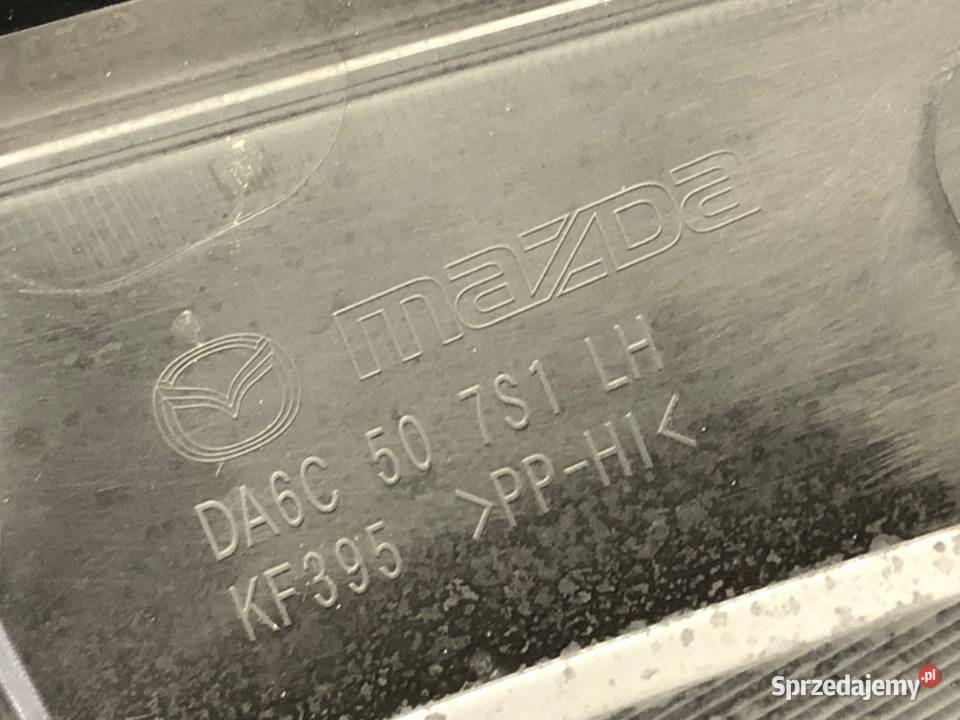 mazDa
DA6C 50 7S1 LH
KF395 >PP-HI<
Sprzedajemy.pl